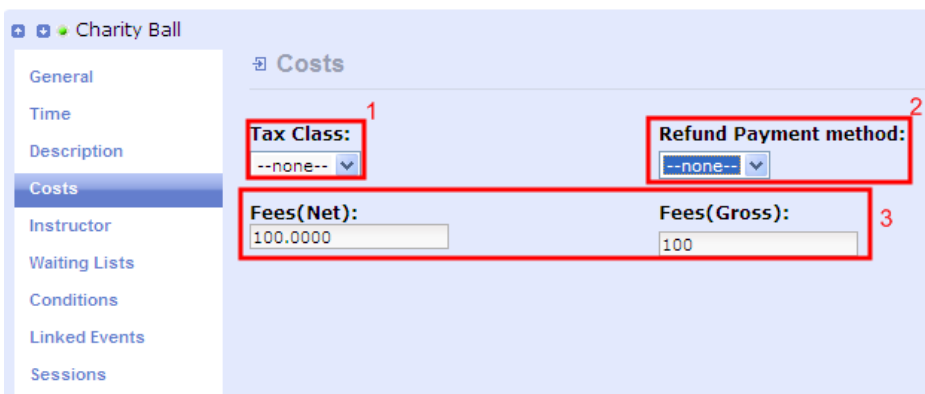 Charity Ball
General
Time
Description
Costs
Instructor
Waiting Lists
Conditions
Linked Events
Sessions
Costs
1
2
Tax Class: Refund Payment method:
--none-- --none--
Fees(Net): Fees(Gross): 3
100.0000 100